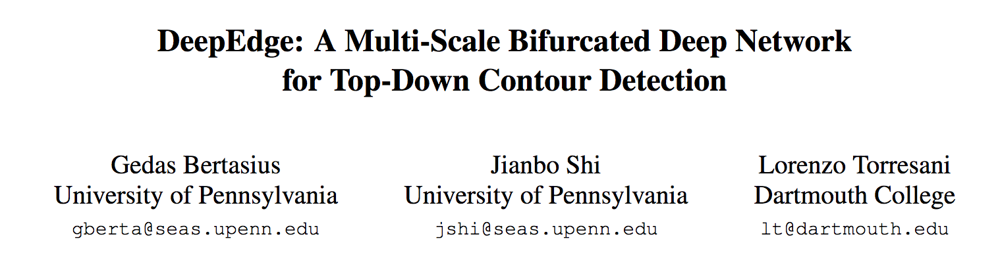 DeepEdge: A Multi-Scale Bifurcated Deep Network
for Top-Down Contour Detection
Gedas Bertasius
University of Pennsylvania
gberta@seas.upenn.edu
Jianbo Shi
University of Pennsylvania
jshi@seas.upenn.edu
Lorenzo Torresani
Dartmouth College
lt@dartmouth.edu